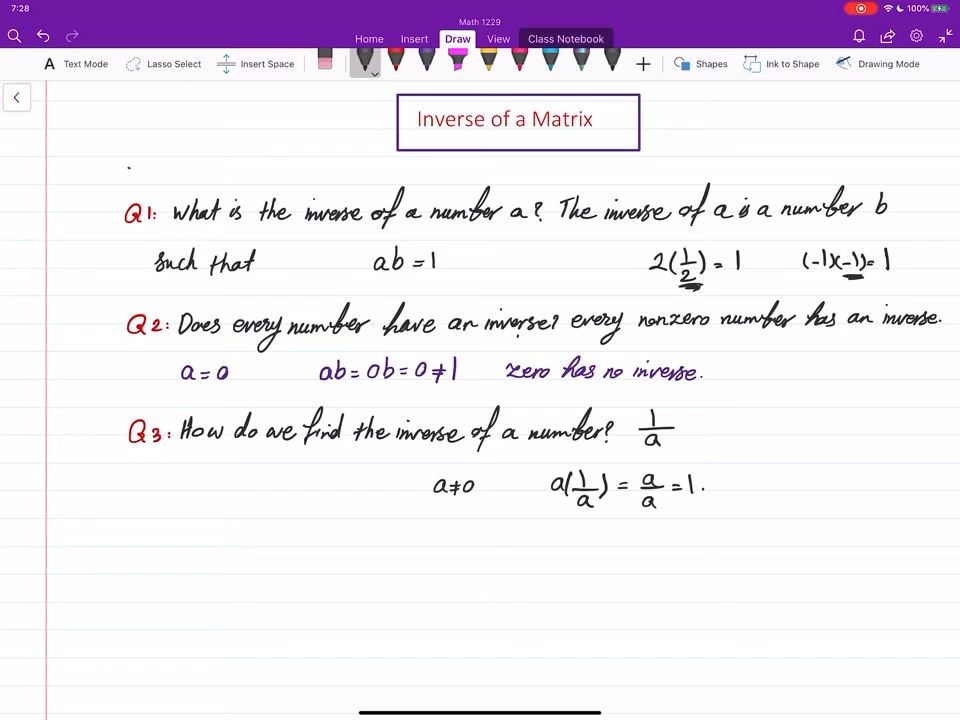 7:28
100%
Math 1229
Home Insert Draw View Class Notebook
A Text Mode Lasso Select Insert Space Shapes Ink to Shape Drawing Mode
Inverse of a Matrix
Q1: What is the inverse of a number a? The inverse of a is a number b
such that ab = 1 2(1/2) = 1 (-1)(-1) = 1
Q2: Does every number have an inverse? every nonzero number has an inverse.
a = 0 ab = 0b = 0 ≠ 1 zero has no inverse.
Q3: How do we find the inverse of a number? 1/a
a ≠ 0 a(1/a) = a/a = 1.